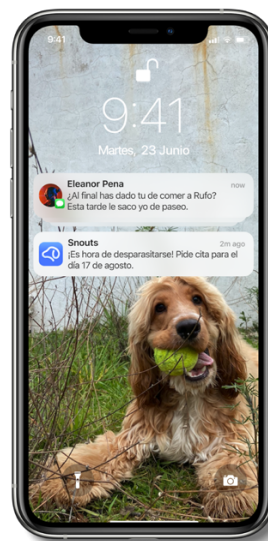 9:41
9:41
Martes, 23 Junio
Eleanor Pena
now
¿Al final has dado tu de comer a Rufo?
Esta tarde le saco yo de paseo.
Snouts
2m ago
¡Es hora de desparasitarse! Pide cita para el
día 17 de agosto.